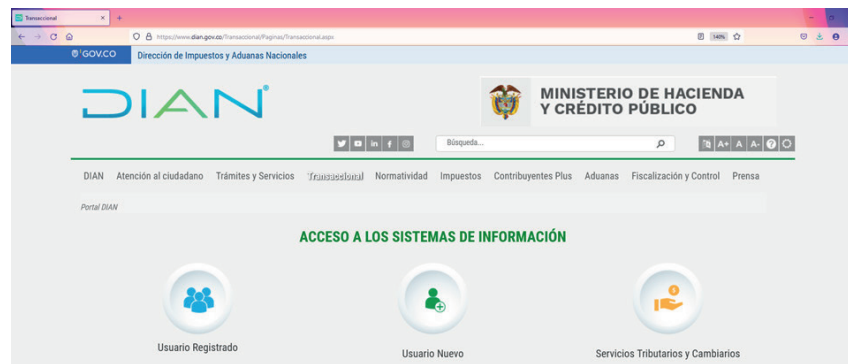 Transaccional
https://www.dian.gov.co/Transaccional/Paginas/Transaccional.aspx
140%
GOV.CO
Dirección de Impuestos y Aduanas Nacionales
DIAN
MINISTERIO DE HACIENDA
Y CRÉDITO PÚBLICO
Búsqueda...
A+ A A-
DIAN Atención al ciudadano Trámites y Servicios Transaccional Normatividad Impuestos Contribuyentes Plus Aduanas Fiscalización y Control Prensa
Portal DIAN
ACCESO A LOS SISTEMAS DE INFORMACIÓN
Usuario Registrado
Usuario Nuevo
Servicios Tributarios y Cambiarios